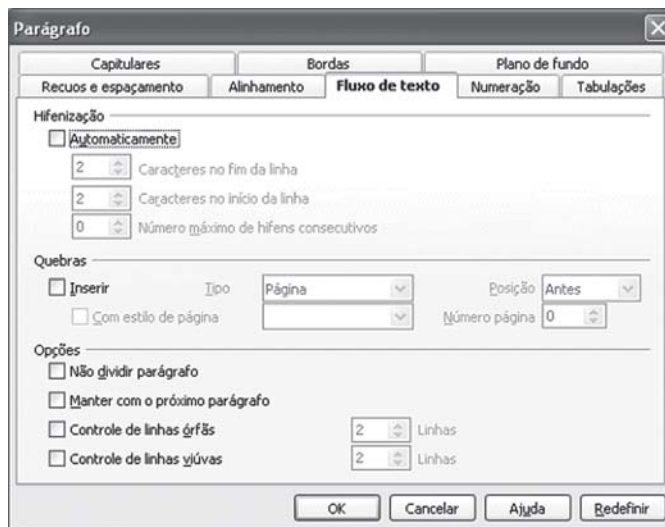 Parágrafo
Capitulares Bordas Plano de fundo
Recuos e espaçamento Alinhamento Fluxo de texto Numeração Tabulações
Hifenização
Automaticamente
2 Caracteres no fim da linha
2 Caracteres no início da linha
0 Número máximo de hifens consecutivos
Quebras
Inserir Tipo Página Posição Antes
Com estilo de página Número página 0
Opções
Não dividir parágrafo
Manter com o próximo parágrafo
Controle de linhas órfãs 2 Linhas
Controle de linhas viúvas 2 Linhas
OK Cancelar Ajuda Redefinir